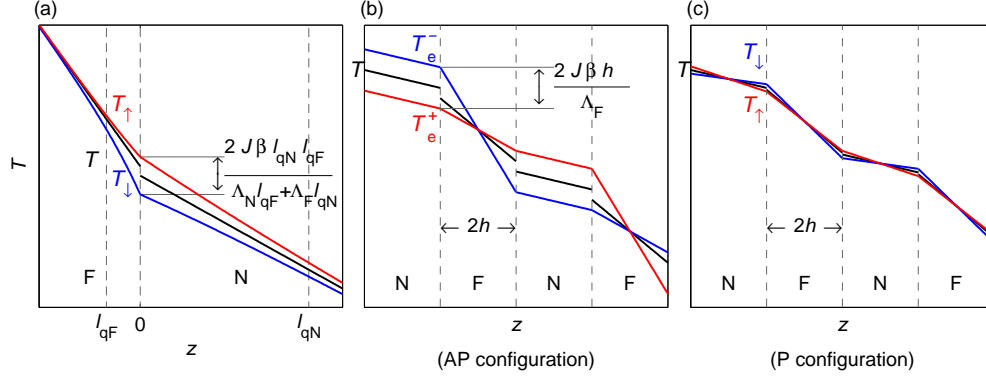 (a)
T
T↑
T
T↓
2 J β l_qN l_qF
Λ_N l_qF + Λ_F l_qN
F
N
l_qF
0
l_qN
z
(b)
T_e^-
T
T_e^+
2 J β h
Λ_F
2h
N
F
N
F
z
(AP configuration)
(c)
T↓
T
T↑
2h
N
F
N
F
z
(P configuration)